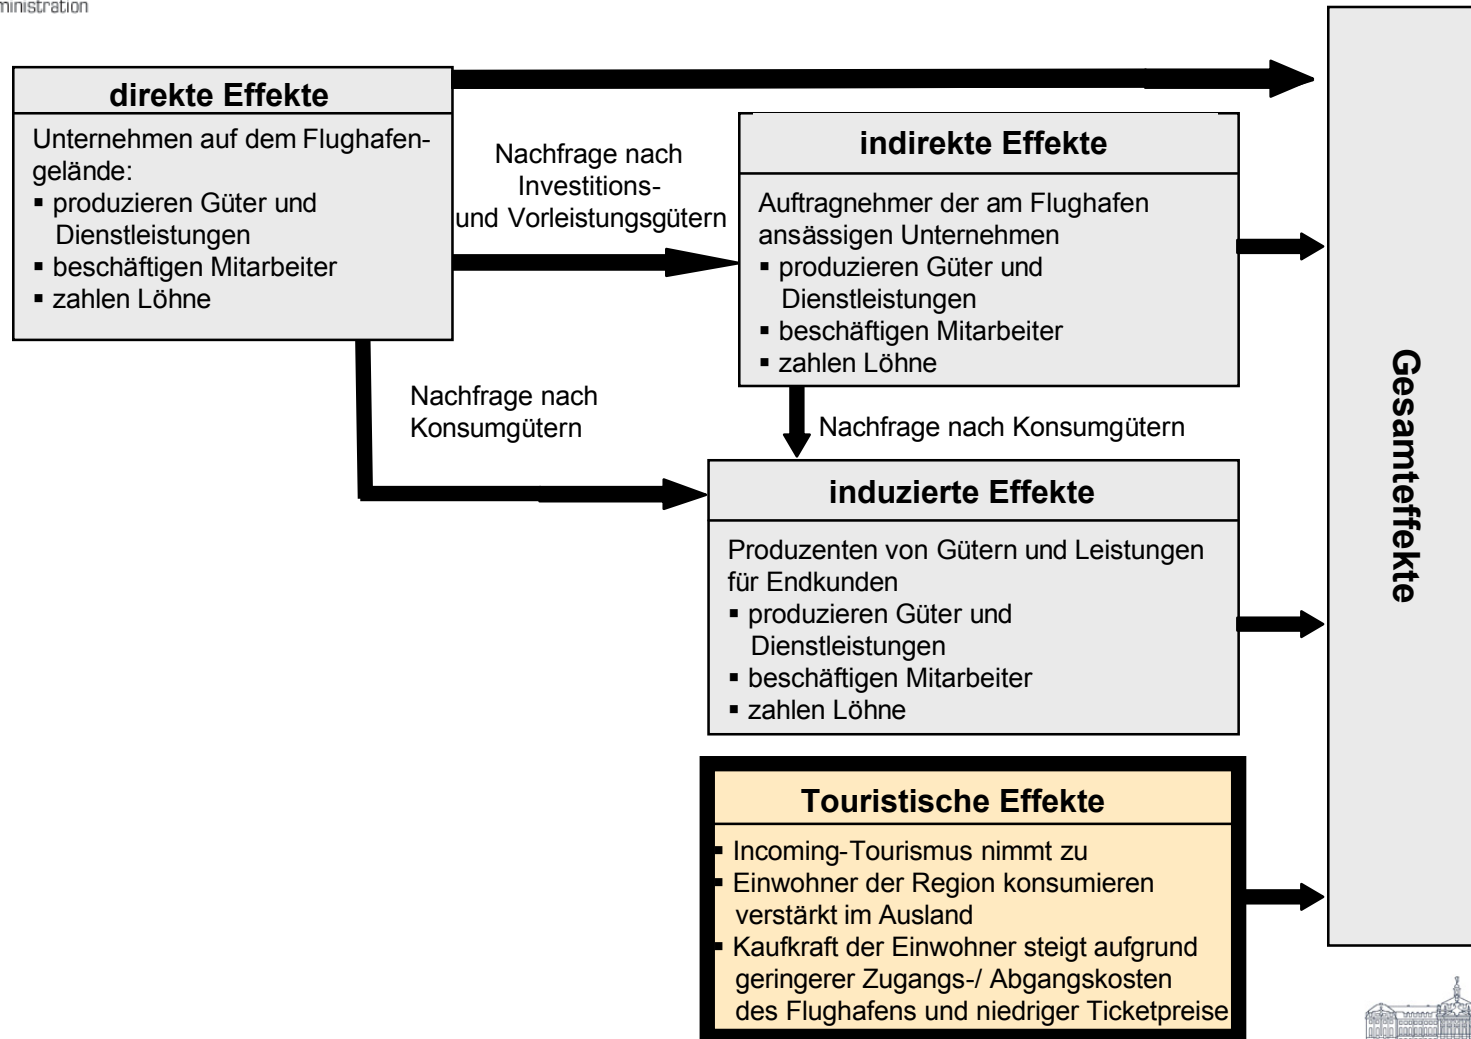 ministration
direkte Effekte
Unternehmen auf dem Flughafen-
gelände:
▪ produzieren Güter und
Dienstleistungen
▪ beschäftigen Mitarbeiter
▪ zahlen Löhne
Nachfrage nach
Investitions-
und Vorleistungsgütern
indirekte Effekte
Auftragnehmer der am Flughafen
ansässigen Unternehmen
▪ produzieren Güter und
Dienstleistungen
▪ beschäftigen Mitarbeiter
▪ zahlen Löhne
Nachfrage nach
Konsumgütern
Nachfrage nach Konsumgütern
induzierte Effekte
Produzenten von Gütern und Leistungen
für Endkunden
▪ produzieren Güter und
Dienstleistungen
▪ beschäftigen Mitarbeiter
▪ zahlen Löhne
Touristische Effekte
▪ Incoming-Tourismus nimmt zu
▪ Einwohner der Region konsumieren
verstärkt im Ausland
▪ Kaufkraft der Einwohner steigt aufgrund
geringerer Zugangs-/ Abgangskosten
des Flughafens und niedriger Ticketpreise
Gesamteffekte